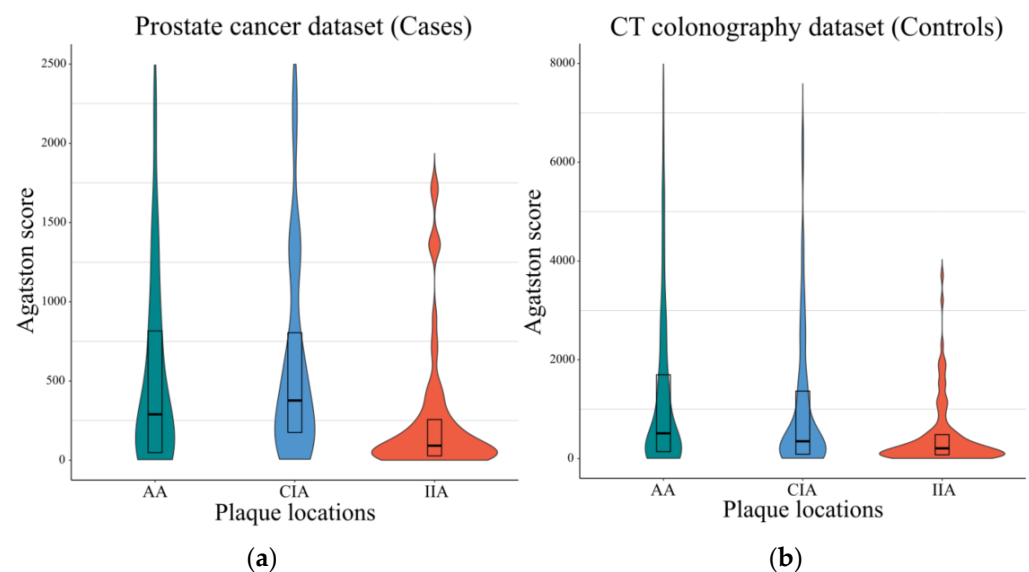 Prostate cancer dataset (Cases)
2500
2000
1500
1000
500
0
Agatston score
AA CIA IIA
Plaque locations
(a)
CT colonography dataset (Controls)
8000
6000
4000
2000
0
Agatston score
AA CIA IIA
Plaque locations
(b)